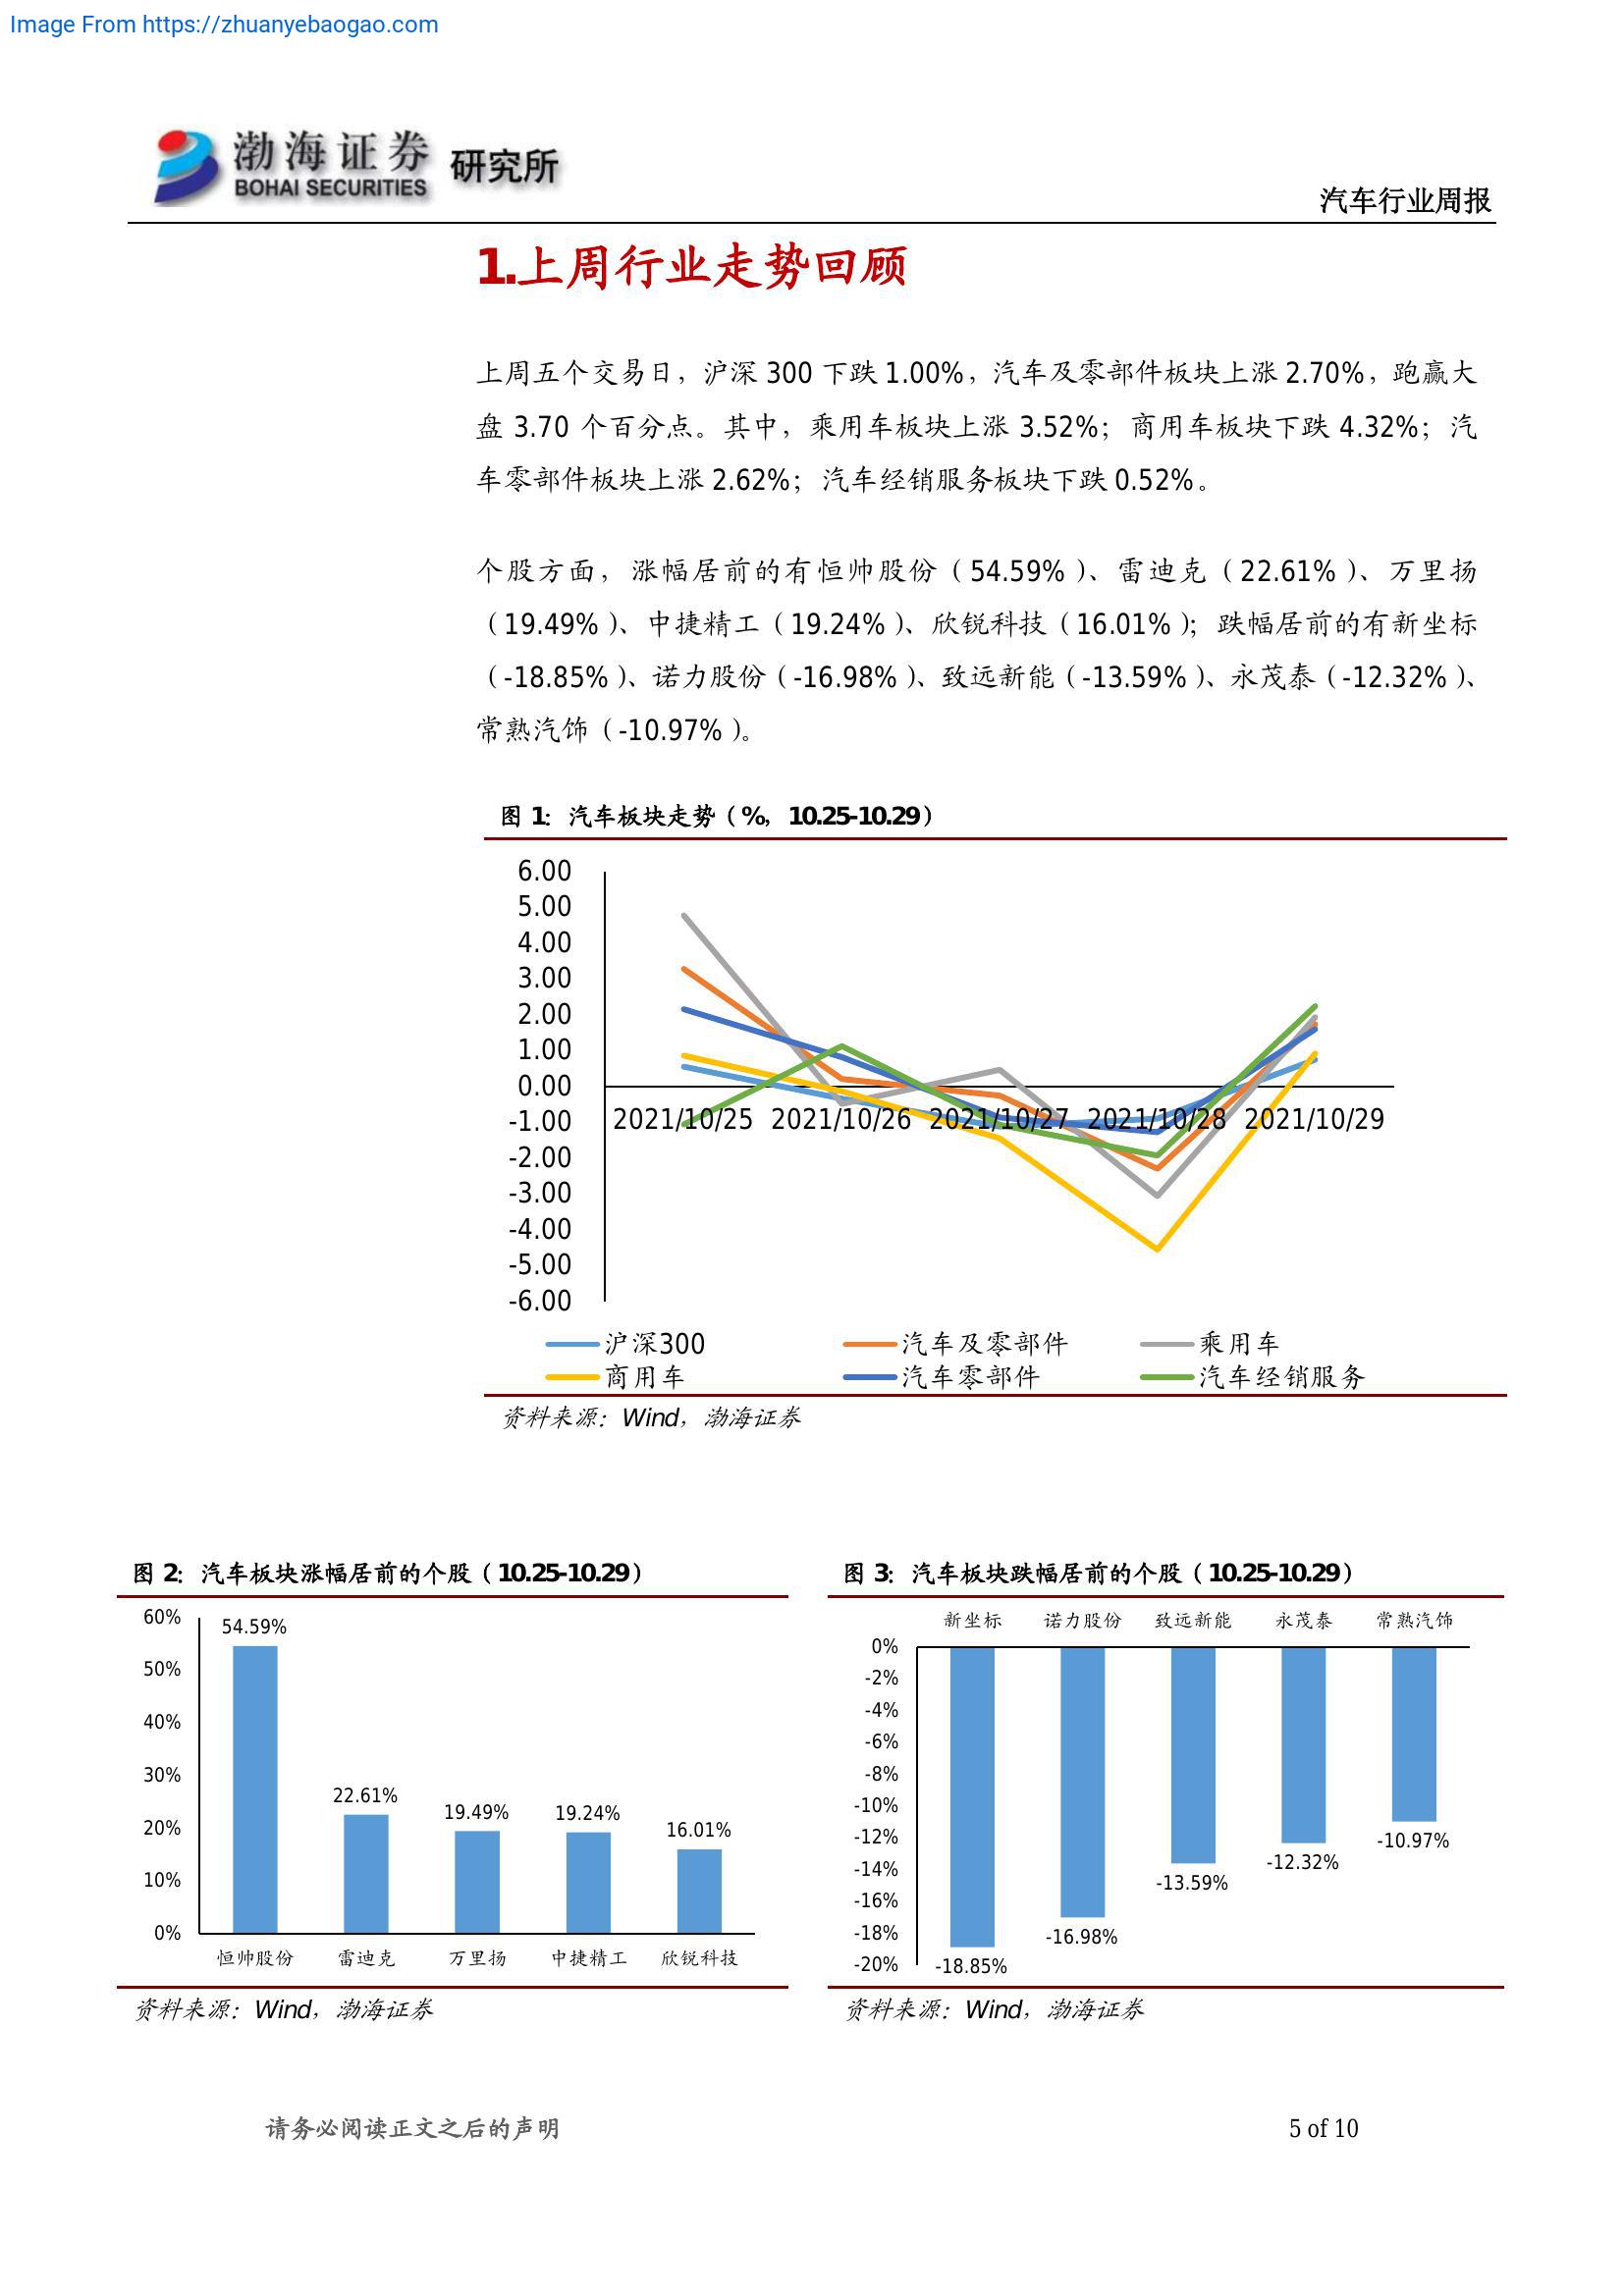 Image From https://zhuanyebaogao.com
渤海证券 研究所
BOHAI SECURITIES
汽车行业周报
1.上周行业走势回顾
上周五个交易日，沪深 300 下跌 1.00%，汽车及零部件板块上涨 2.70%，跑赢大
盘 3.70 个百分点。其中，乘用车板块上涨 3.52%；商用车板块下跌 4.32%；汽
车零部件板块上涨 2.62%；汽车经销服务板块下跌 0.52%。
个股方面，涨幅居前的有恒帅股份（54.59%）、雷迪克（22.61%）、万里扬
（19.49%）、中捷精工（19.24%）、欣锐科技（16.01%）；跌幅居前的有新坐标
（-18.85%）、诺力股份（-16.98%）、致远新能（-13.59%）、永茂泰（-12.32%）、
常熟汽饰（-10.97%）。
图 1：汽车板块走势（%，10.25-10.29）
6.00
5.00
4.00
3.00
2.00
1.00
0.00
-1.00
-2.00
-3.00
-4.00
-5.00
-6.00
2021/10/25 2021/10/26 2021/10/27 2021/10/28 2021/10/29
沪深300 汽车及零部件 乘用车
商用车 汽车零部件 汽车经销服务
资料来源：Wind，渤海证券
图 2：汽车板块涨幅居前的个股（10.25-10.29）
60%
50%
40%
30%
20%
10%
0%
54.59%
22.61%
19.49%
19.24%
16.01%
恒帅股份 雷迪克 万里扬 中捷精工 欣锐科技
资料来源：Wind，渤海证券
图 3：汽车板块跌幅居前的个股（10.25-10.29）
新坐标 诺力股份 致远新能 永茂泰 常熟汽饰
0%
-2%
-4%
-6%
-8%
-10%
-12%
-14%
-16%
-18%
-20%
-18.85%
-16.98%
-13.59%
-12.32%
-10.97%
资料来源：Wind，渤海证券
请务必阅读正文之后的声明
5 of 10